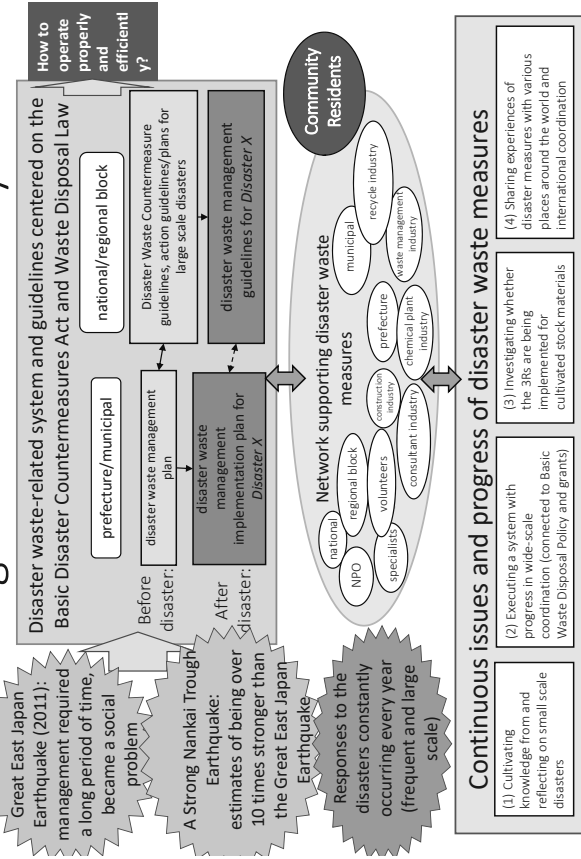 Great East Japan
Earthquake (2011):
management required
a long period of time,
became a social
problem
A Strong Nankai Trough
Earthquake:
estimates of being over
10 times stronger than
the Great East Japan
Earthquake
Responses to the
disasters constantly
occurring every year
(frequent and large
scale)
Disaster waste-related system and guidelines centered on the
Basic Disaster Countermeasures Act and Waste Disposal Law
prefecture/municipal
national/regional block
Before
disaster:
disaster waste management
plan
Disaster Waste Countermeasure
guidelines, action guidelines/plans for
large scale disasters
After
disaster:
disaster waste
management
implementation plan for
Disaster X
disaster waste management
guidelines for Disaster X
How to
operate
properly
and
efficientl
y?
Network supporting disaster waste
measures
national
NPO
regional block
specialists
volunteers
construction
industry
consultant industry
prefecture
chemical plant
industry
municipal
recycle industry
waste management
industry
Community
Residents
Continuous issues and progress of disaster waste measures
(1) Cultivating
knowledge from and
reflecting on small scale
disasters
(2) Executing a system with
progress in wide-scale
coordination (connected to Basic
Waste Disposal Policy and grants)
(3) Investigating whether
the 3Rs are being
implemented for
cultivated stock materials
(4) Sharing experiences of
disaster measures with various
places around the world and
international coordination